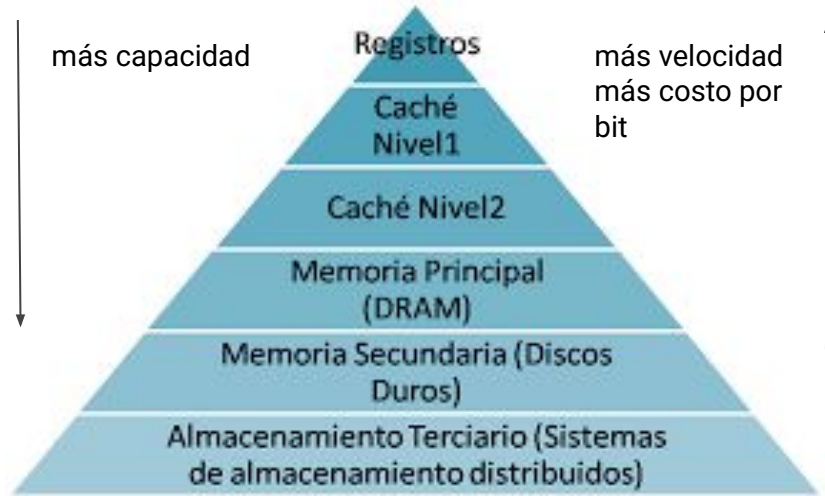 más capacidad
Registros
más velocidad
más costo por
bit
Caché
Nivel1
Caché Nivel2
Memoria Principal
(DRAM)
Memoria Secundaria (Discos
Duros)
Almacenamiento Terciario (Sistemas
de almacenamiento distribuidos)